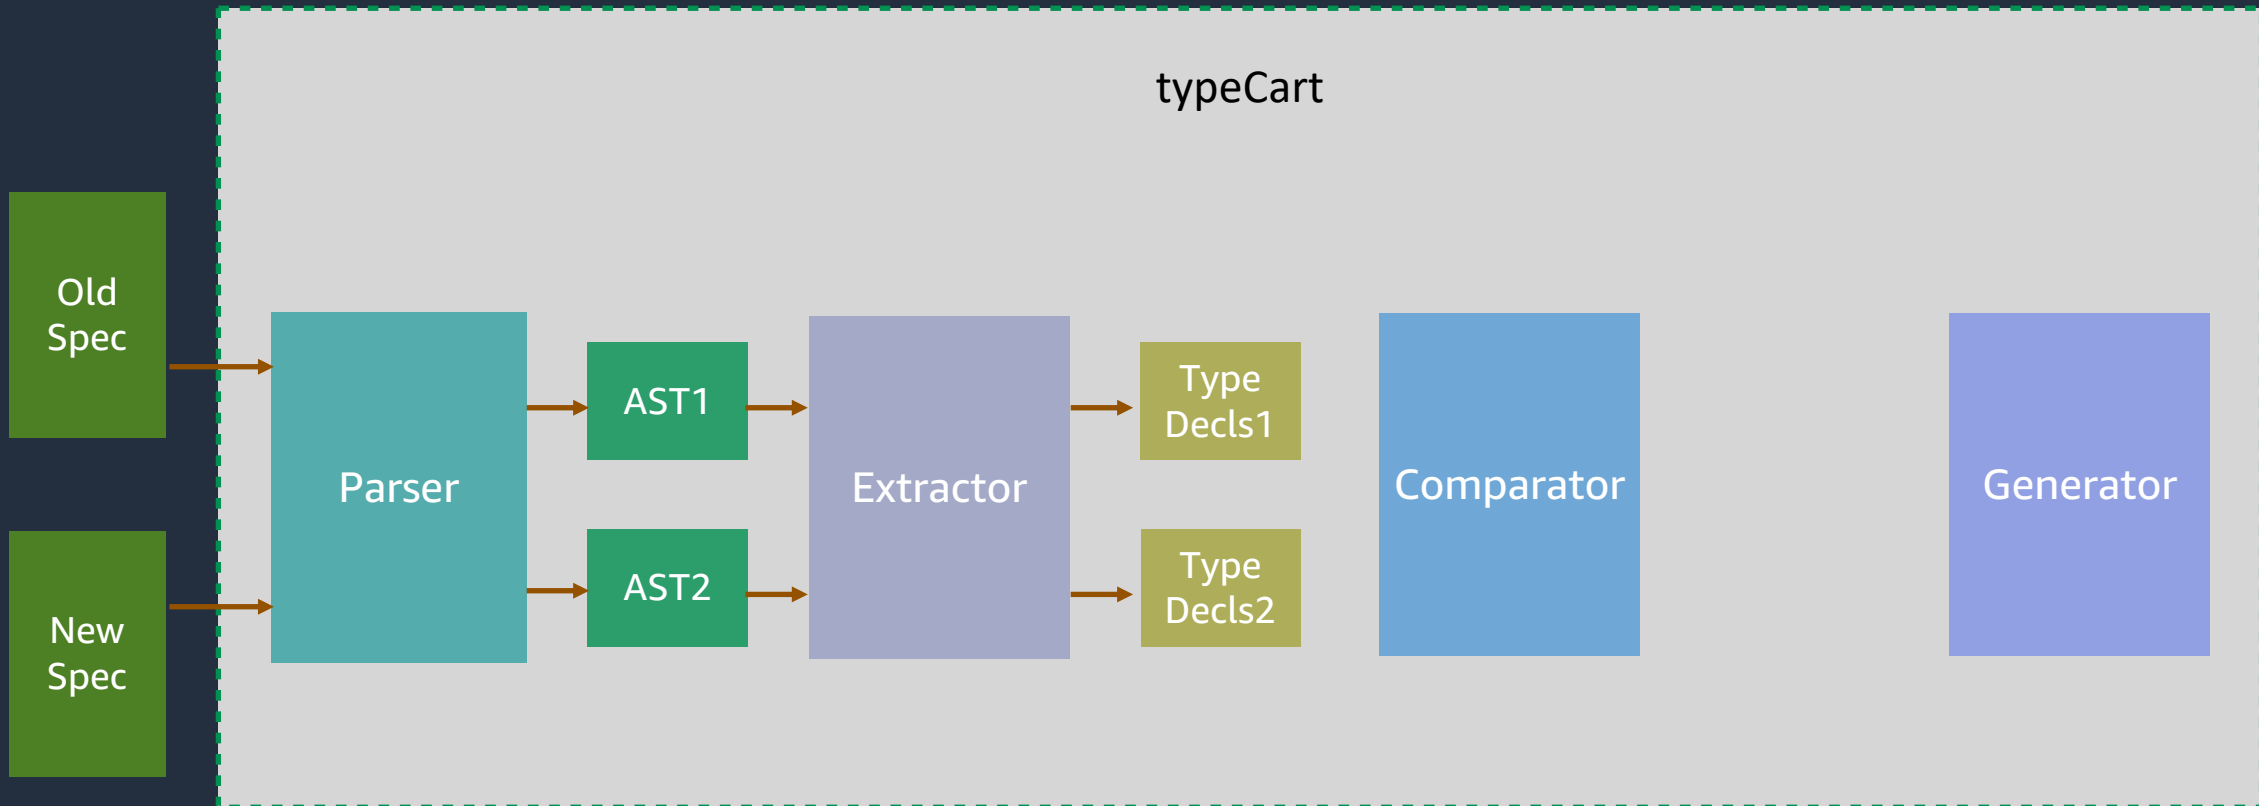 typeCart
Old
Spec
New
Spec
Parser
AST1
AST2
Extractor
Type
Decls1
Type
Decls2
Comparator
Generator